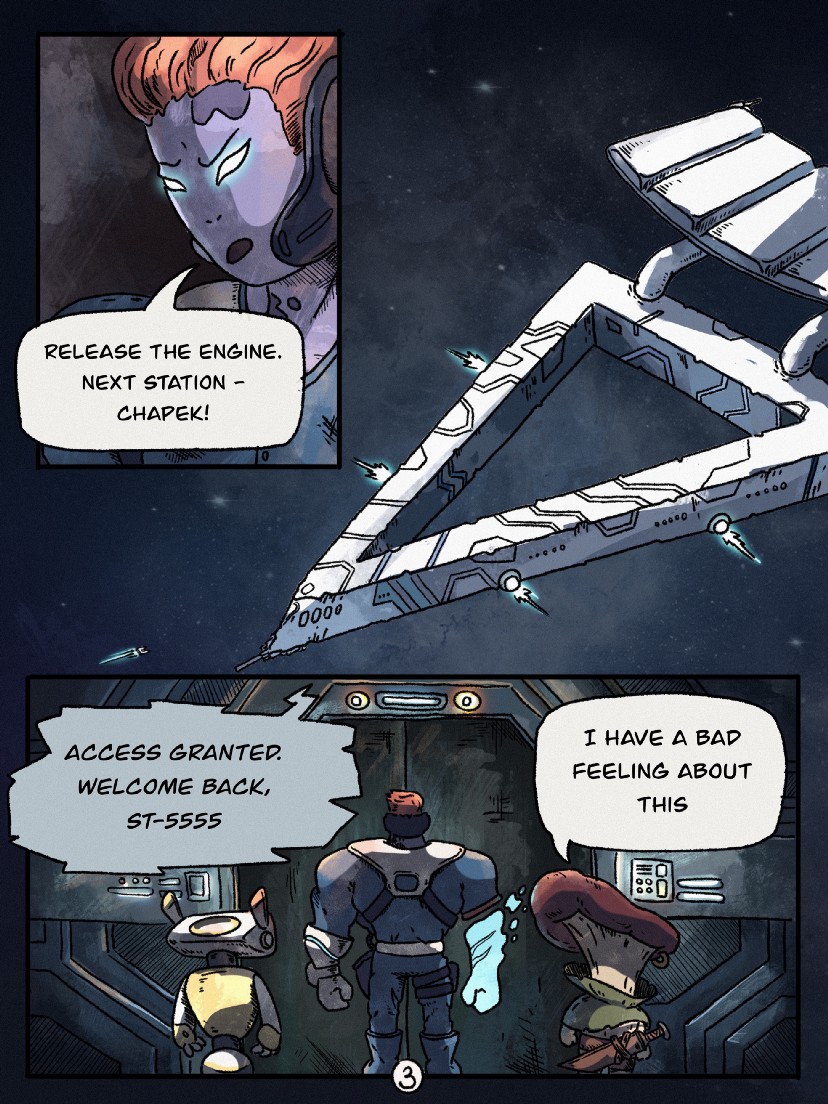 RELEASE THE ENGINE.
NEXT STATION -
CHAPEK!
ACCESS GRANTED.
WELCOME BACK,
ST-5555
I HAVE A BAD
FEELING ABOUT
THIS
3